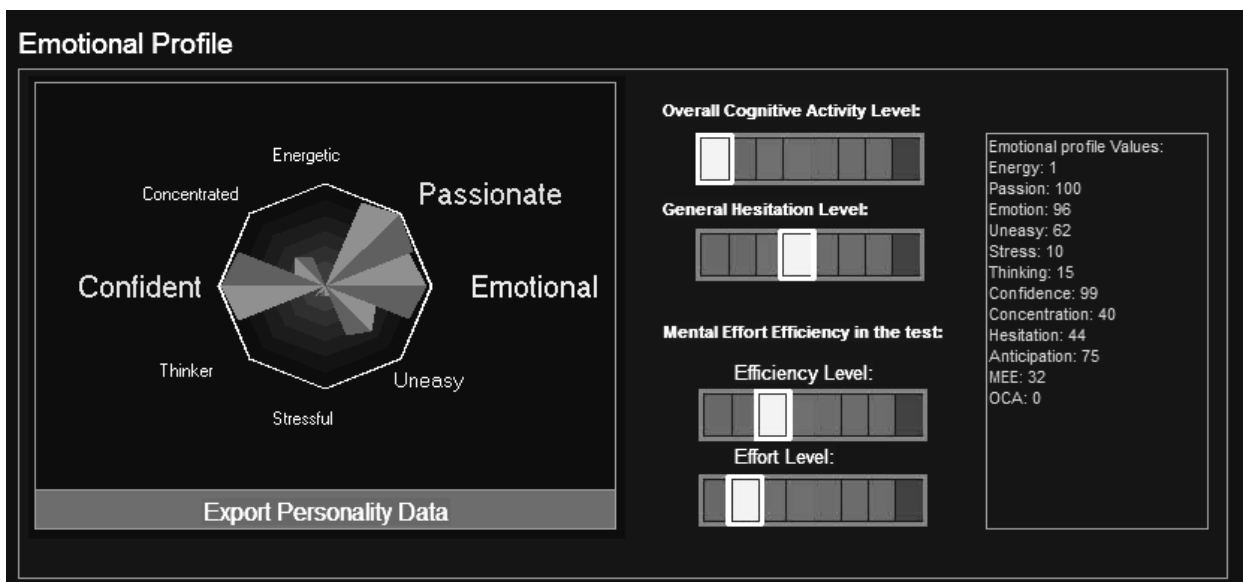 Emotional Profile
Energetic
Concentrated
Passionate
Confident
Emotional
Thinker
Uneasy
Stressful
Export Personality Data
Overall Cognitive Activity Level:
General Hesitation Level:
Mental Effort Efficiency in the test:
Efficiency Level:
Effort Level:
Emotional profile Values:
Energy: 1
Passion: 100
Emotion: 96
Uneasy: 62
Stress: 10
Thinking: 15
Confidence: 99
Concentration: 40
Hesitation: 44
Anticipation: 75
MEE: 32
OCA: 0